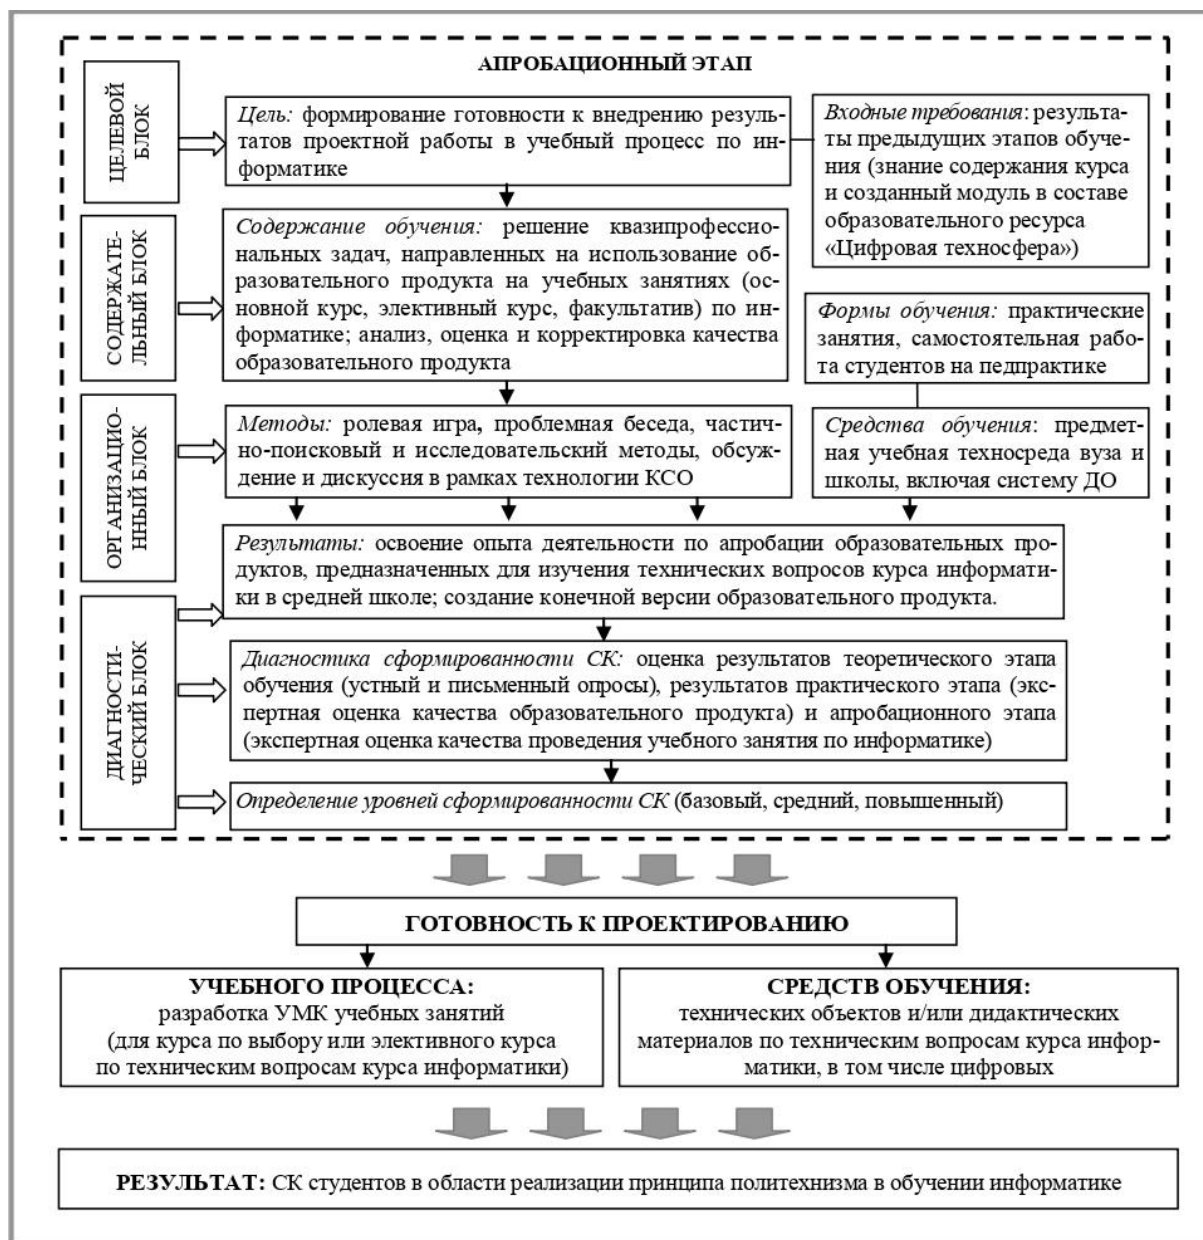 АПРОБАЦИОННЫЙ ЭТАП
ЦЕЛЕВОЙ
БЛОК
Цель: формирование готовности к внедрению резуль-
татов проектной работы в учебный процесс по ин-
форматике
Входные требования: результа-
ты предыдущих этапов обуче-
ния (знание содержания курса
и созданный модуль в составе
образовательного ресурса
«Цифровая техносфера»)
СОДЕРЖАТЕ-
ЛЬНЫЙ БЛОК
Содержание обучения: решение квазипрофессио-
нальных задач, направленных на использование об-
разовательного продукта на учебных занятиях (ос-
новной курс, элективный курс, факультатив) по ин-
форматике; анализ, оценка и корректировка качества
образовательного продукта
Формы обучения: практические
занятия, самостоятельная рабо-
та студентов на педпрактике
ОРГАНИЗАЦИО-
ННЫЙ БЛОК
Методы: ролевая игра, проблемная беседа, частич-
но-поисковый и исследовательский методы, обсуж-
дение и дискуссия в рамках технологии КСО
Средства обучения: предмет-
ная учебная техносреда вуза и
школы, включая систему ДО
Результаты: освоение опыта деятельности по апробации образовательных про-
дуктов, предназначенных для изучения технических вопросов курса информати-
ки в средней школе; создание конечной версии образовательного продукта.
ДИАГНОСТИ-
ЧЕСКИЙ БЛОК
Диагностика сформированности СК: оценка результатов теоретического этапа
обучения (устный и письменный опросы), результатов практического этапа (экс-
пертная оценка качества образовательного продукта) и апробационного этапа
(экспертная оценка качества проведения учебного занятия по информатике)
Определение уровней сформированности СК (базовый, средний, повышенный)
ГОТОВНОСТЬ К ПРОЕКТИРОВАНИЮ
УЧЕБНОГО ПРОЦЕССА:
разработка УМК учебных занятий
(для курса по выбору или элективного курса
по техническим вопросам курса информатики)
СРЕДСТВ ОБУЧЕНИЯ:
технических объектов и/или дидактических
материалов по техническим вопросам курса инфор-
матики, в том числе цифровых
РЕЗУЛЬТАТ: СК студентов в области реализации принципа политехнизма в обучении информатике